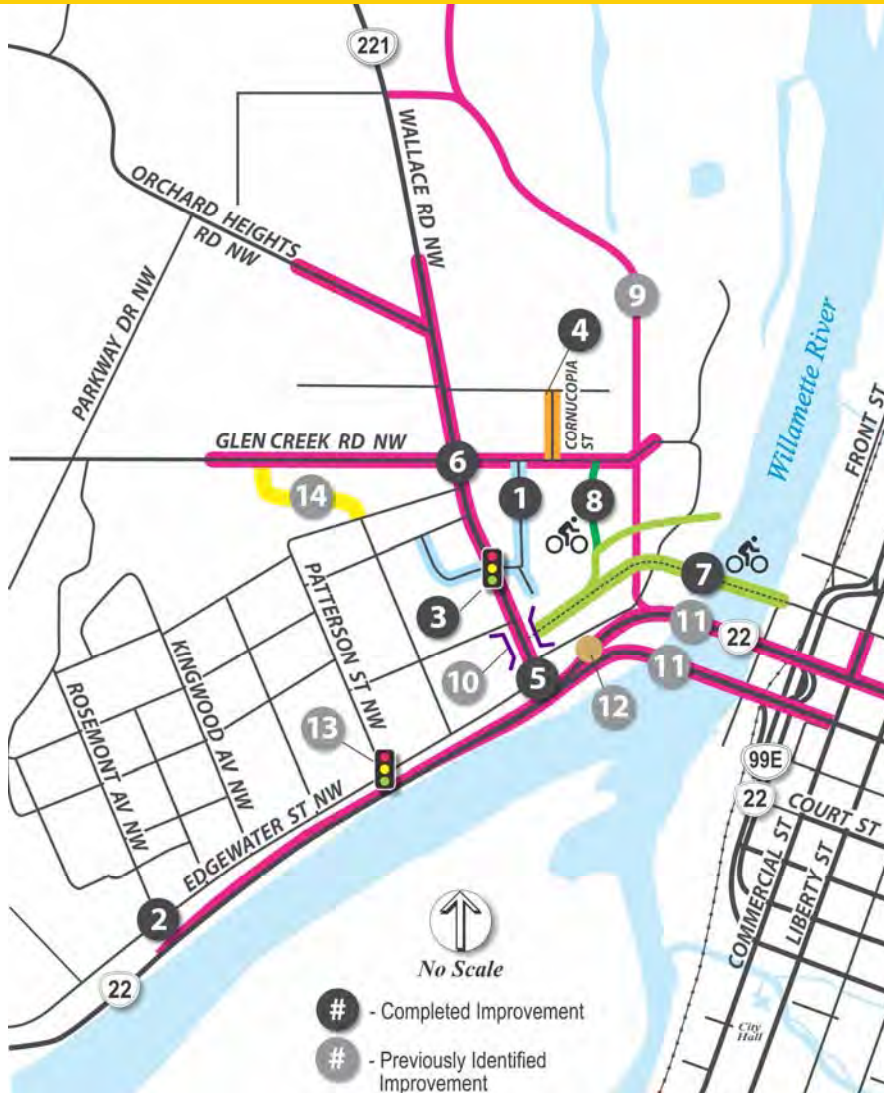 221
WALLACE RD NW
ORCHARD HEIGHTS
RD NW
PARKWAY DR NW
9
4
CORNUCOPIA
ST
Willamette River
FRONT ST
GLEN CREEK RD NW
6
14
1
8
7
3
PATTERSON ST NW
KINGWOOD AV NW
ROSEMONT AV NW
10
5
11
22
11
12
13
EDGEWATER ST NW
99E
22
COURT ST
COMMERCIAL ST
LIBERTY ST
2
22
No Scale
# - Completed Improvement
# - Previously Identified
Improvement
City
Hall